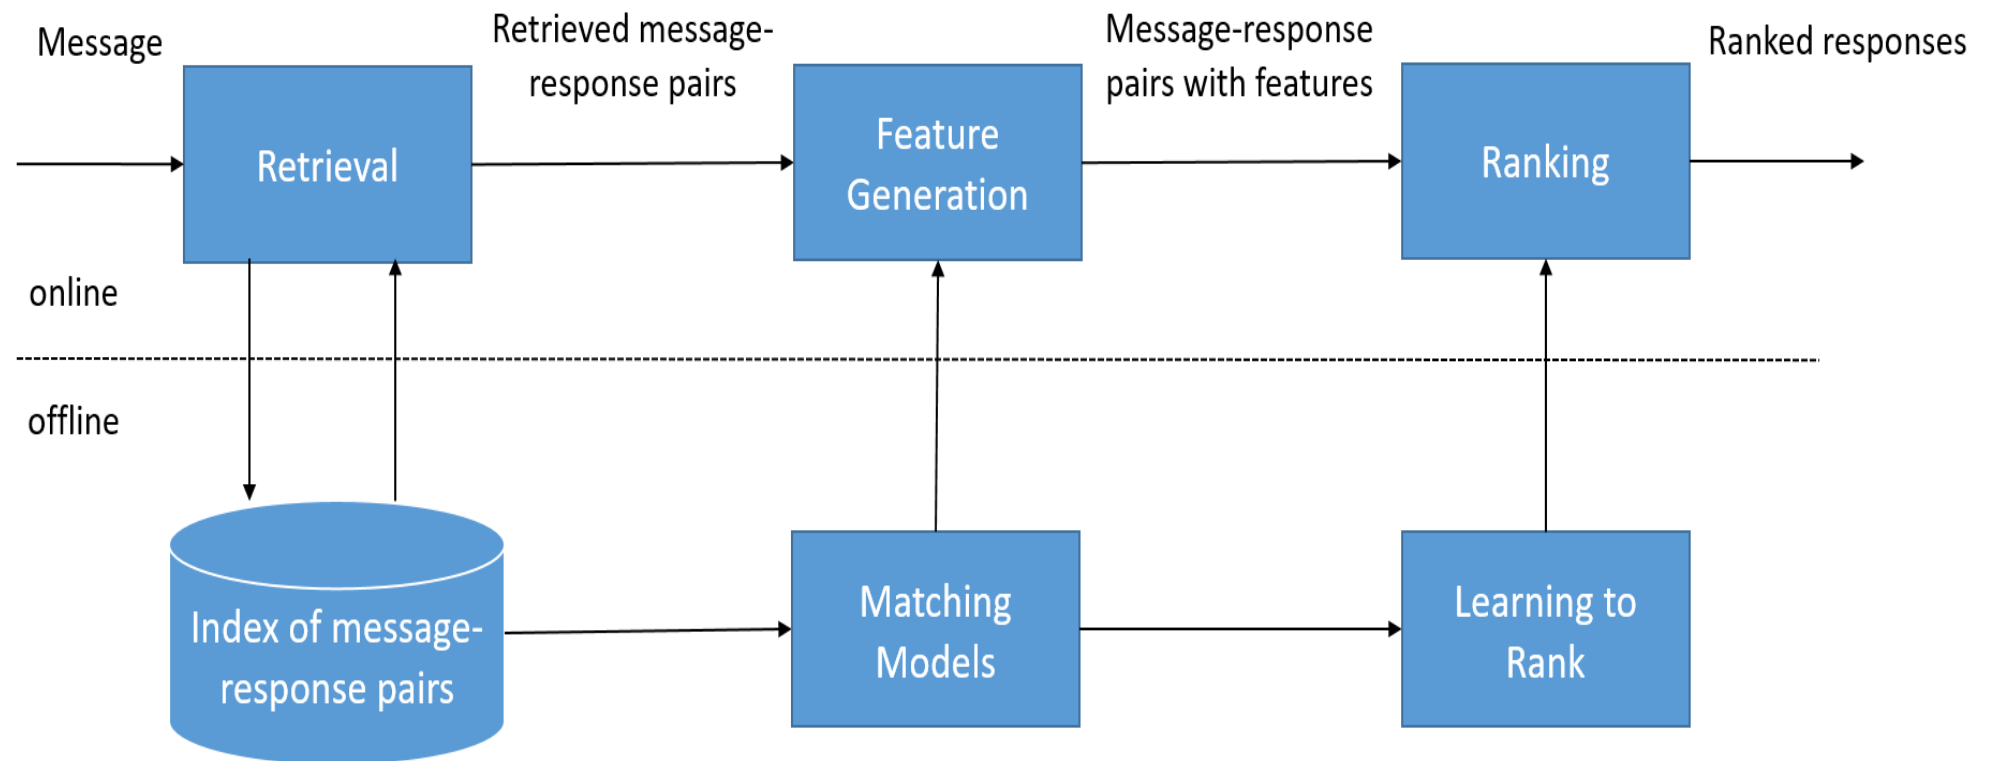 Message
Retrieved message-
response pairs
Message-response
pairs with features
Ranked responses
Retrieval
Feature
Generation
Ranking
online
offline
Index of message-
response pairs
Matching
Models
Learning to
Rank